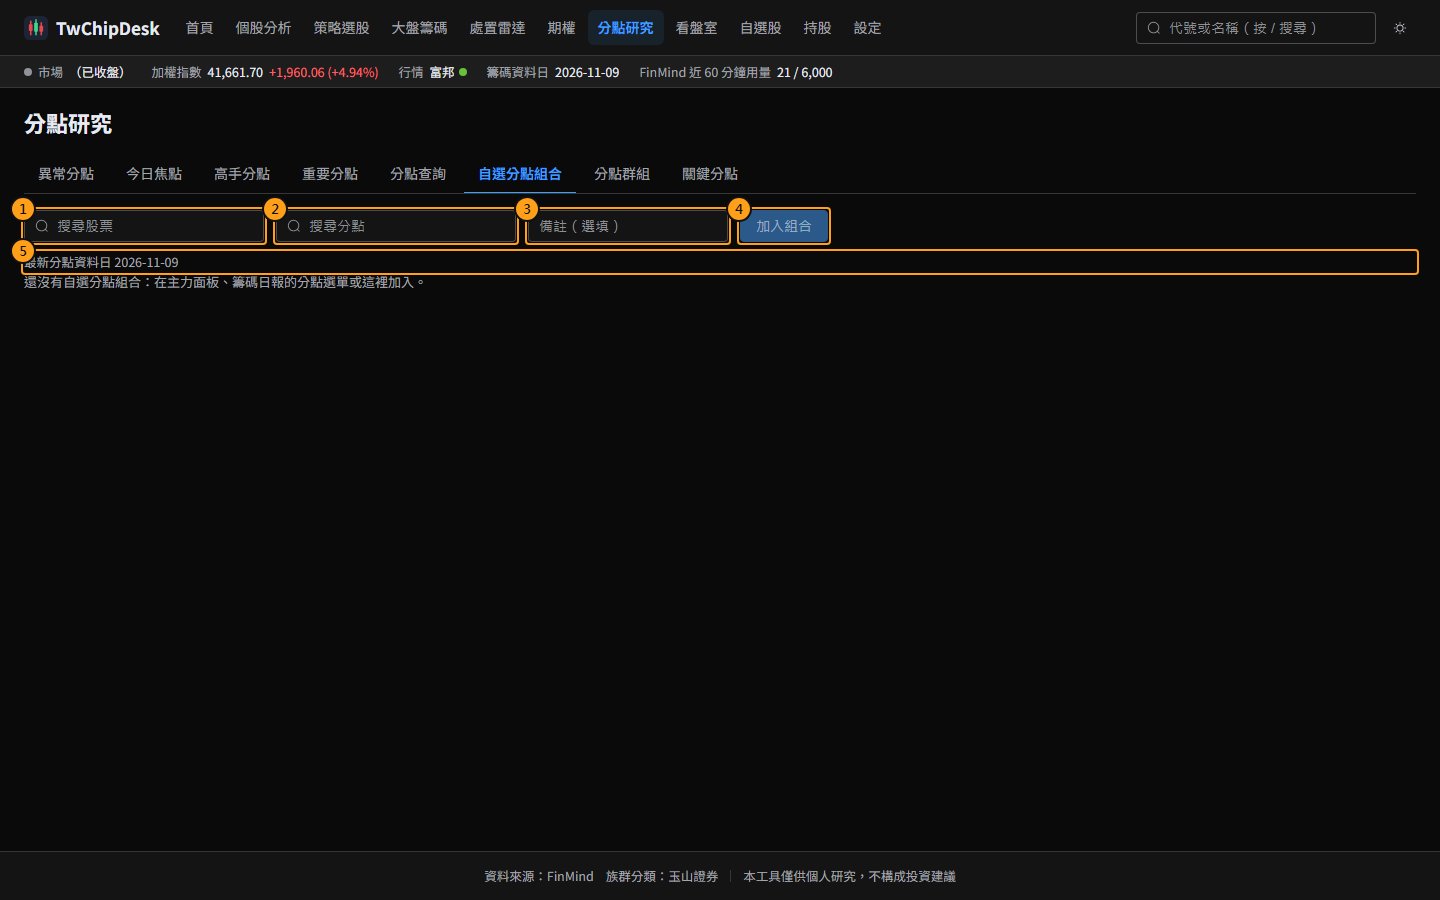 TwChipDesk 首頁 個股分析 策略選股 大盤籌碼 處置雷達 期權 分點研究 看盤室 自選股 持股 設定 代號或名稱（按 / 搜尋）
市場 （已收盤） 加權指數 41,661.70 +1,960.06 (+4.94%) 行情 富邦 籌碼資料日 2026-11-09 FinMind 近 60 分鐘用量 21 / 6,000
分點研究
異常分點 今日焦點 高手分點 重要分點 分點查詢 自選分點組合 分點群組 關鍵分點
1 搜尋股票 2 搜尋分點 3 備註（選填） 4 加入組合
5 最新分點資料日 2026-11-09
還沒有自選分點組合：在主力面板、籌碼日報的分點選單或這裡加入。
資料來源：FinMind 族群分類：玉山證券 本工具僅供個人研究，不構成投資建議